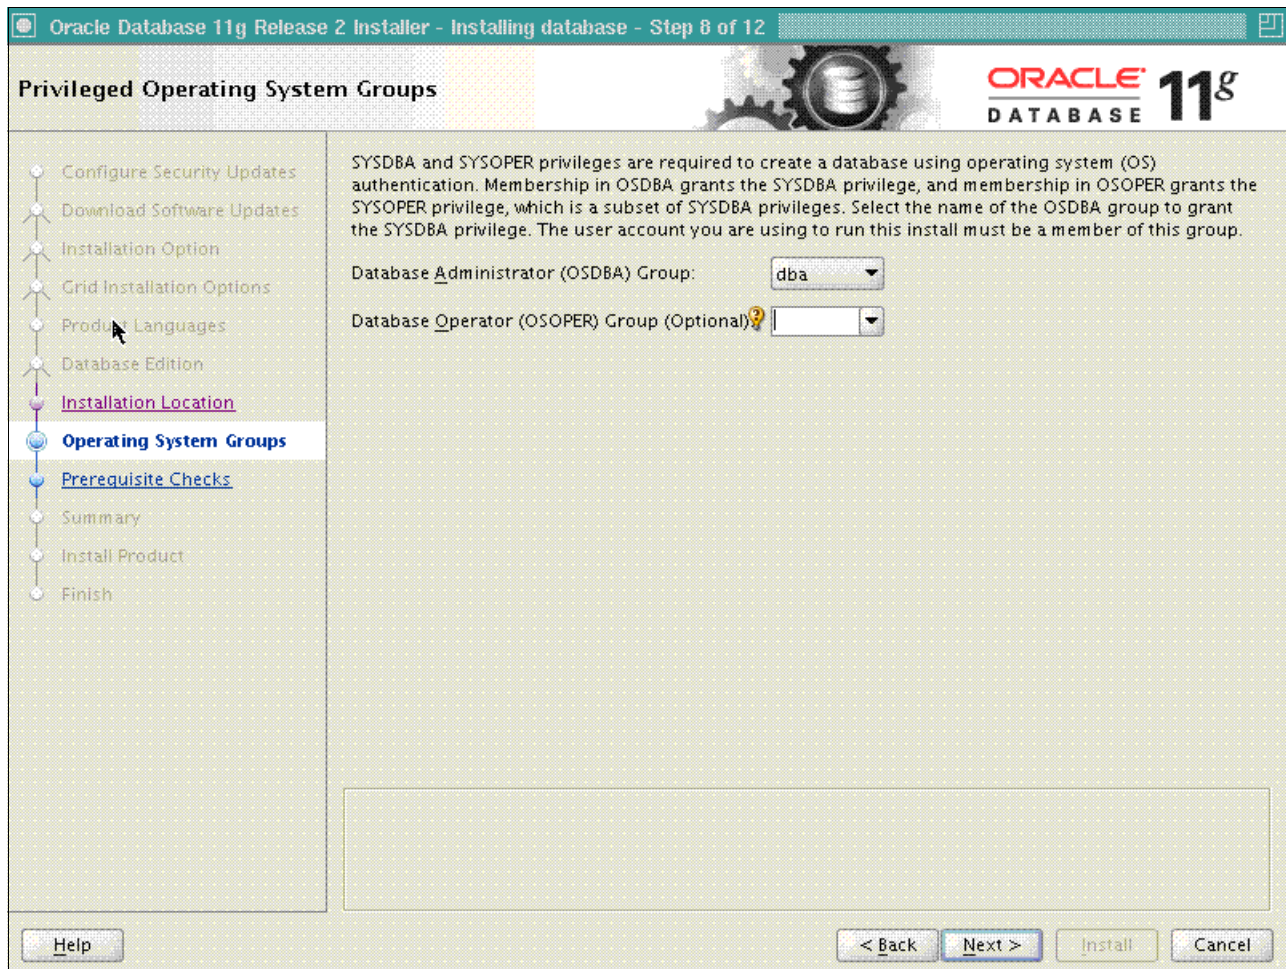 Oracle Database 11g Release 2 Installer - Installing database - Step 8 of 12
Privileged Operating System Groups
ORACLE
DATABASE
11g
Configure Security Updates
Download Software Updates
Installation Option
Grid Installation Options
Product Languages
Database Edition
Installation Location
Operating System Groups
Prerequisite Checks
Summary
Install Product
Finish
SYSDBA and SYSOPER privileges are required to create a database using operating system (OS)
authentication. Membership in OSDBA grants the SYSDBA privilege, and membership in OSOPER grants the
SYSOPER privilege, which is a subset of SYSDBA privileges. Select the name of the OSDBA group to grant
the SYSDBA privilege. The user account you are using to run this install must be a member of this group.
Database Administrator (OSDBA) Group: dba
Database Operator (OSOPER) Group (Optional)
Help
< Back Next > Install Cancel